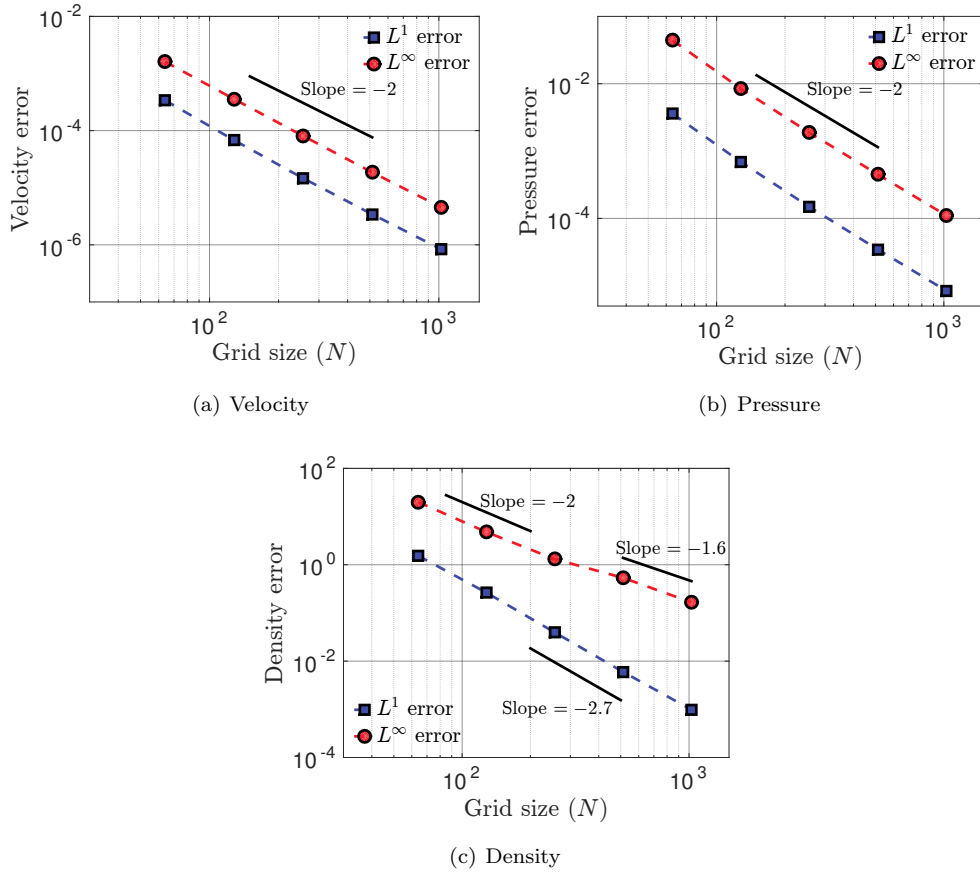 10^-2
L^1 error
L^∞ error
Slope = −2
10^-4
10^-6
Velocity error
10^2
10^3
Grid size (N)
(a) Velocity
L^1 error
L^∞ error
10^-2
Slope = −2
10^-4
Pressure error
10^2
10^3
Grid size (N)
(b) Pressure
10^2
Slope = −2
Slope = −1.6
10^0
10^-2
Slope = −2.7
L^1 error
L^∞ error
10^-4
Density error
10^2
10^3
Grid size (N)
(c) Density